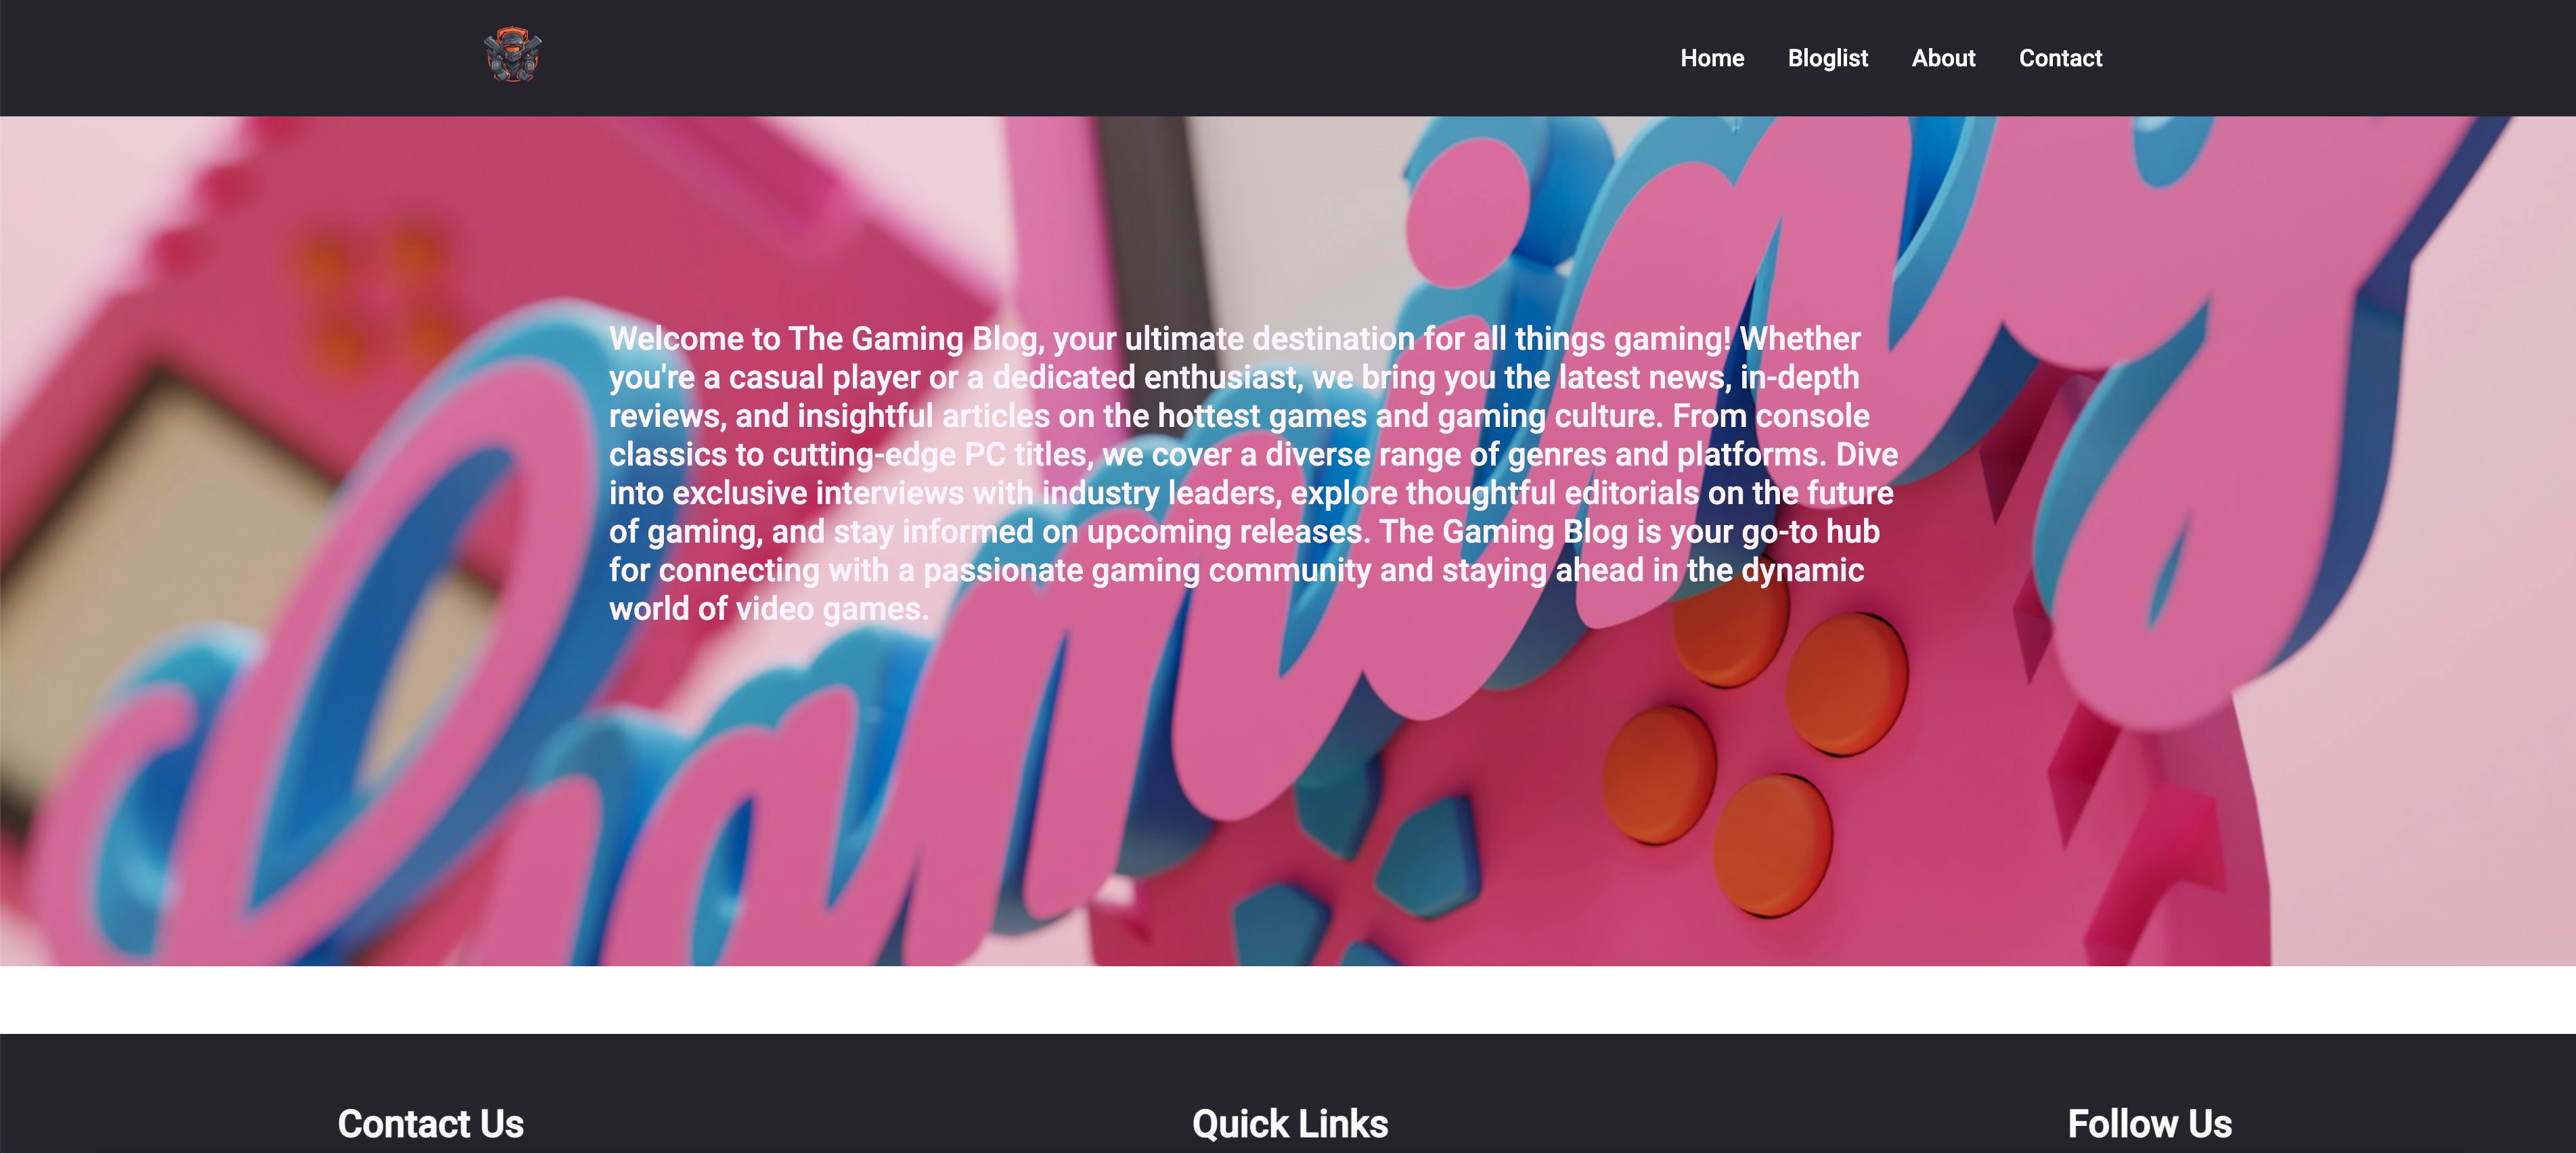 Home Bloglist About Contact
Gaming
Welcome to The Gaming Blog, your ultimate destination for all things gaming! Whether
you're a casual player or a dedicated enthusiast, we bring you the latest news, in-depth
reviews, and insightful articles on the hottest games and gaming culture. From console
classics to cutting-edge PC titles, we cover a diverse range of genres and platforms. Dive
into exclusive interviews with industry leaders, explore thoughtful editorials on the future
of gaming, and stay informed on upcoming releases. The Gaming Blog is your go-to hub
for connecting with a passionate gaming community and staying ahead in the dynamic
world of video games.
Contact Us Quick Links Follow Us